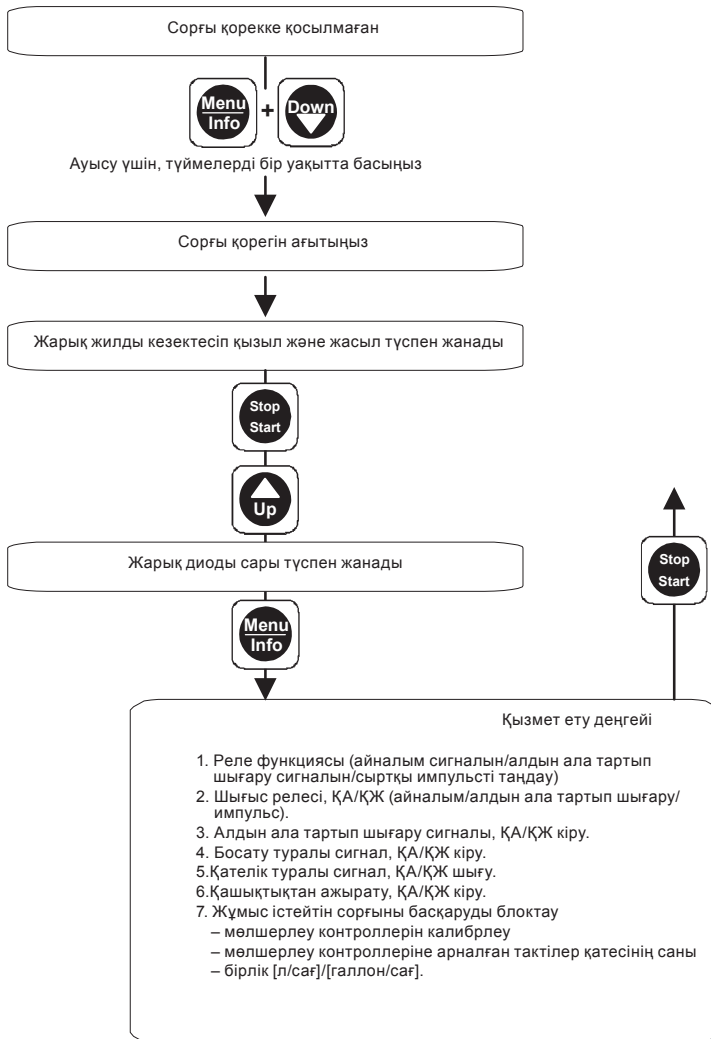 Сорғы қорекке қосылмаған
Menu
Info
+
Down
Ауысу үшін, түймелерді бір уақытта басыңыз
Сорғы қорегін ағытыңыз
Жарық жилды кезектесіп қызыл және жасыл түспен жанады
Stop
Start
Up
Жарық диоды сары түспен жанады
Menu
Info
Stop
Start
Қызмет ету деңгейі
1. Реле функциясы (айналым сигналын/алдын ала тартып
шығару сигналын/сыртқы импульсті таңдау)
2. Шығыс релесі, ҚА/ҚЖ (айналым/алдын ала тартып шығару/
импульс).
3. Алдын ала тартып шығару сигналы, ҚА/ҚЖ кіру.
4. Босату туралы сигнал, ҚА/ҚЖ кіру.
5.Қателік туралы сигнал, ҚА/ҚЖ шығу.
6.Қашықтықтан ажырату, ҚА/ҚЖ кіру.
7. Жұмыс істейтін сорғыны басқаруды блоктау
– мөлшерлеу контроллерін калибрлеу
– мөлшерлеу контроллеріне арналған тактілер қатесінің саны
– бірлік [л/сағ]/[галлон/сағ].